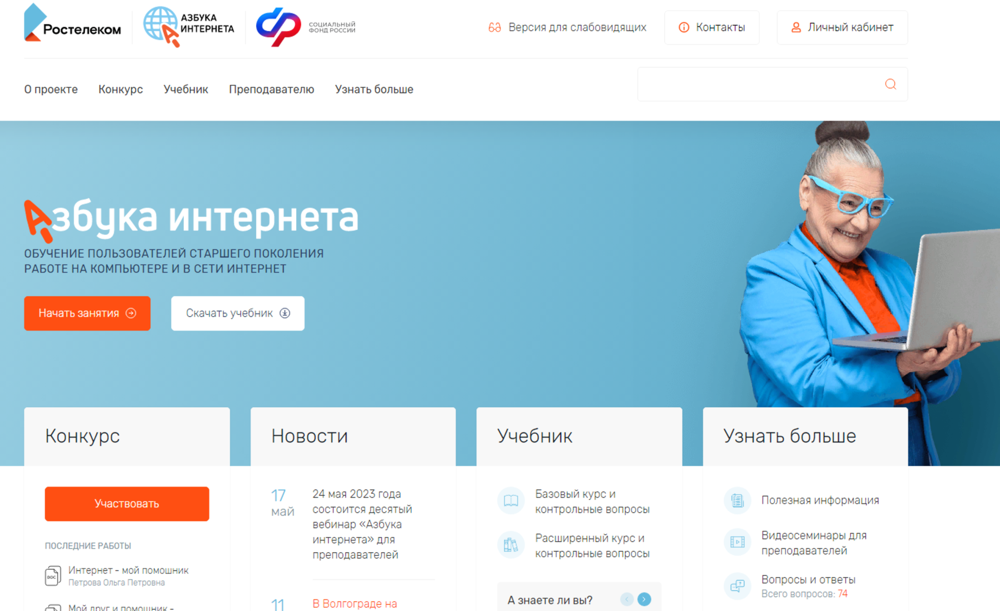 Ростелеком
АЗБУКА
ИНТЕРНЕТА
СОЦИАЛЬНЫЙ
ФОНД РОССИИ
Версия для слабовидящих
Контакты
Личный кабинет
О проекте
Конкурс
Учебник
Преподавателю
Узнать больше
Азбука интернета
ОБУЧЕНИЕ ПОЛЬЗОВАТЕЛЕЙ СТАРШЕГО ПОКОЛЕНИЯ
РАБОТЕ НА КОМПЬЮТЕРЕ И В СЕТИ ИНТЕРНЕТ
Начать занятия
Скачать учебник
Конкурс
Участвовать
ПОСЛЕДНИЕ РАБОТЫ
DOC
Интернет - мой помошник
Петрова Ольга Петровна
Мой друг и помощник -
Новости
17
май
24 мая 2023 года
состоится десятый
вебинар «Азбука
интернета» для
преподавателей
11
В Волгограде на
Учебник
Базовый курс и
контрольные вопросы
Расширенный курс и
контрольные вопросы
А знаете ли вы?
Узнать больше
Полезная информация
Видеосеминары для
преподавателей
Вопросы и ответы
Всего вопросов: 74